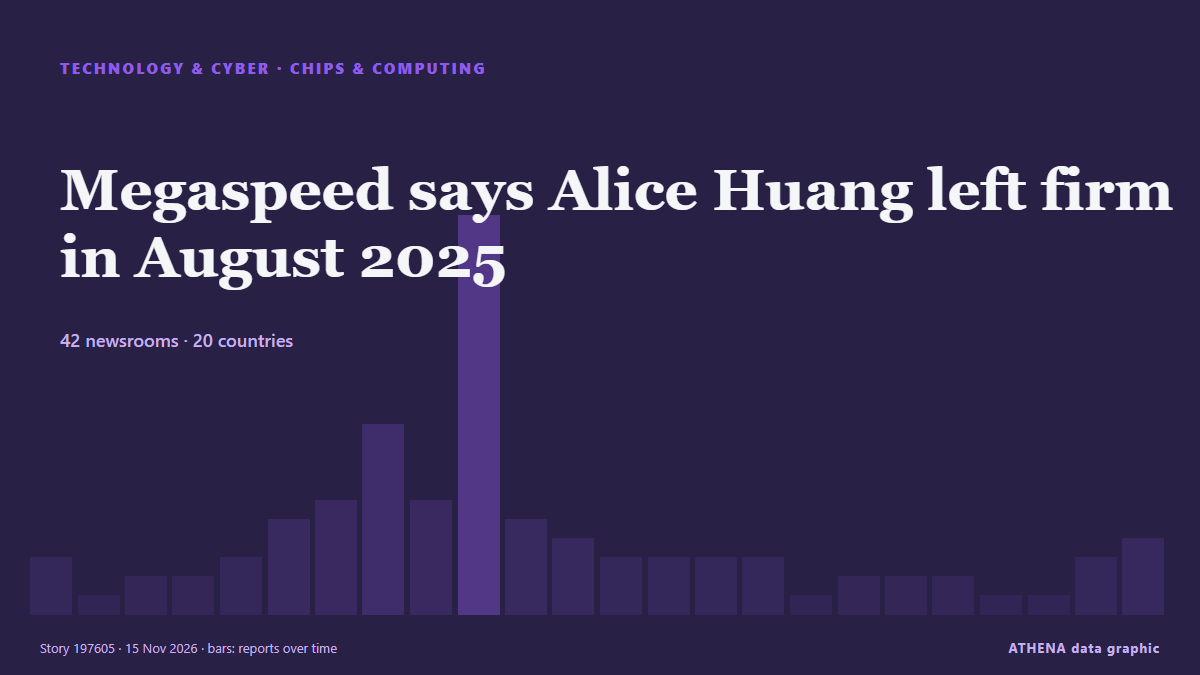 TECHNOLOGY & CYBER · CHIPS & COMPUTING
Megaspeed says Alice Huang left firm
in August 2025
42 newsrooms · 20 countries
Story 197605 · 15 Nov 2026 · bars: reports over time
ATHENA data graphic